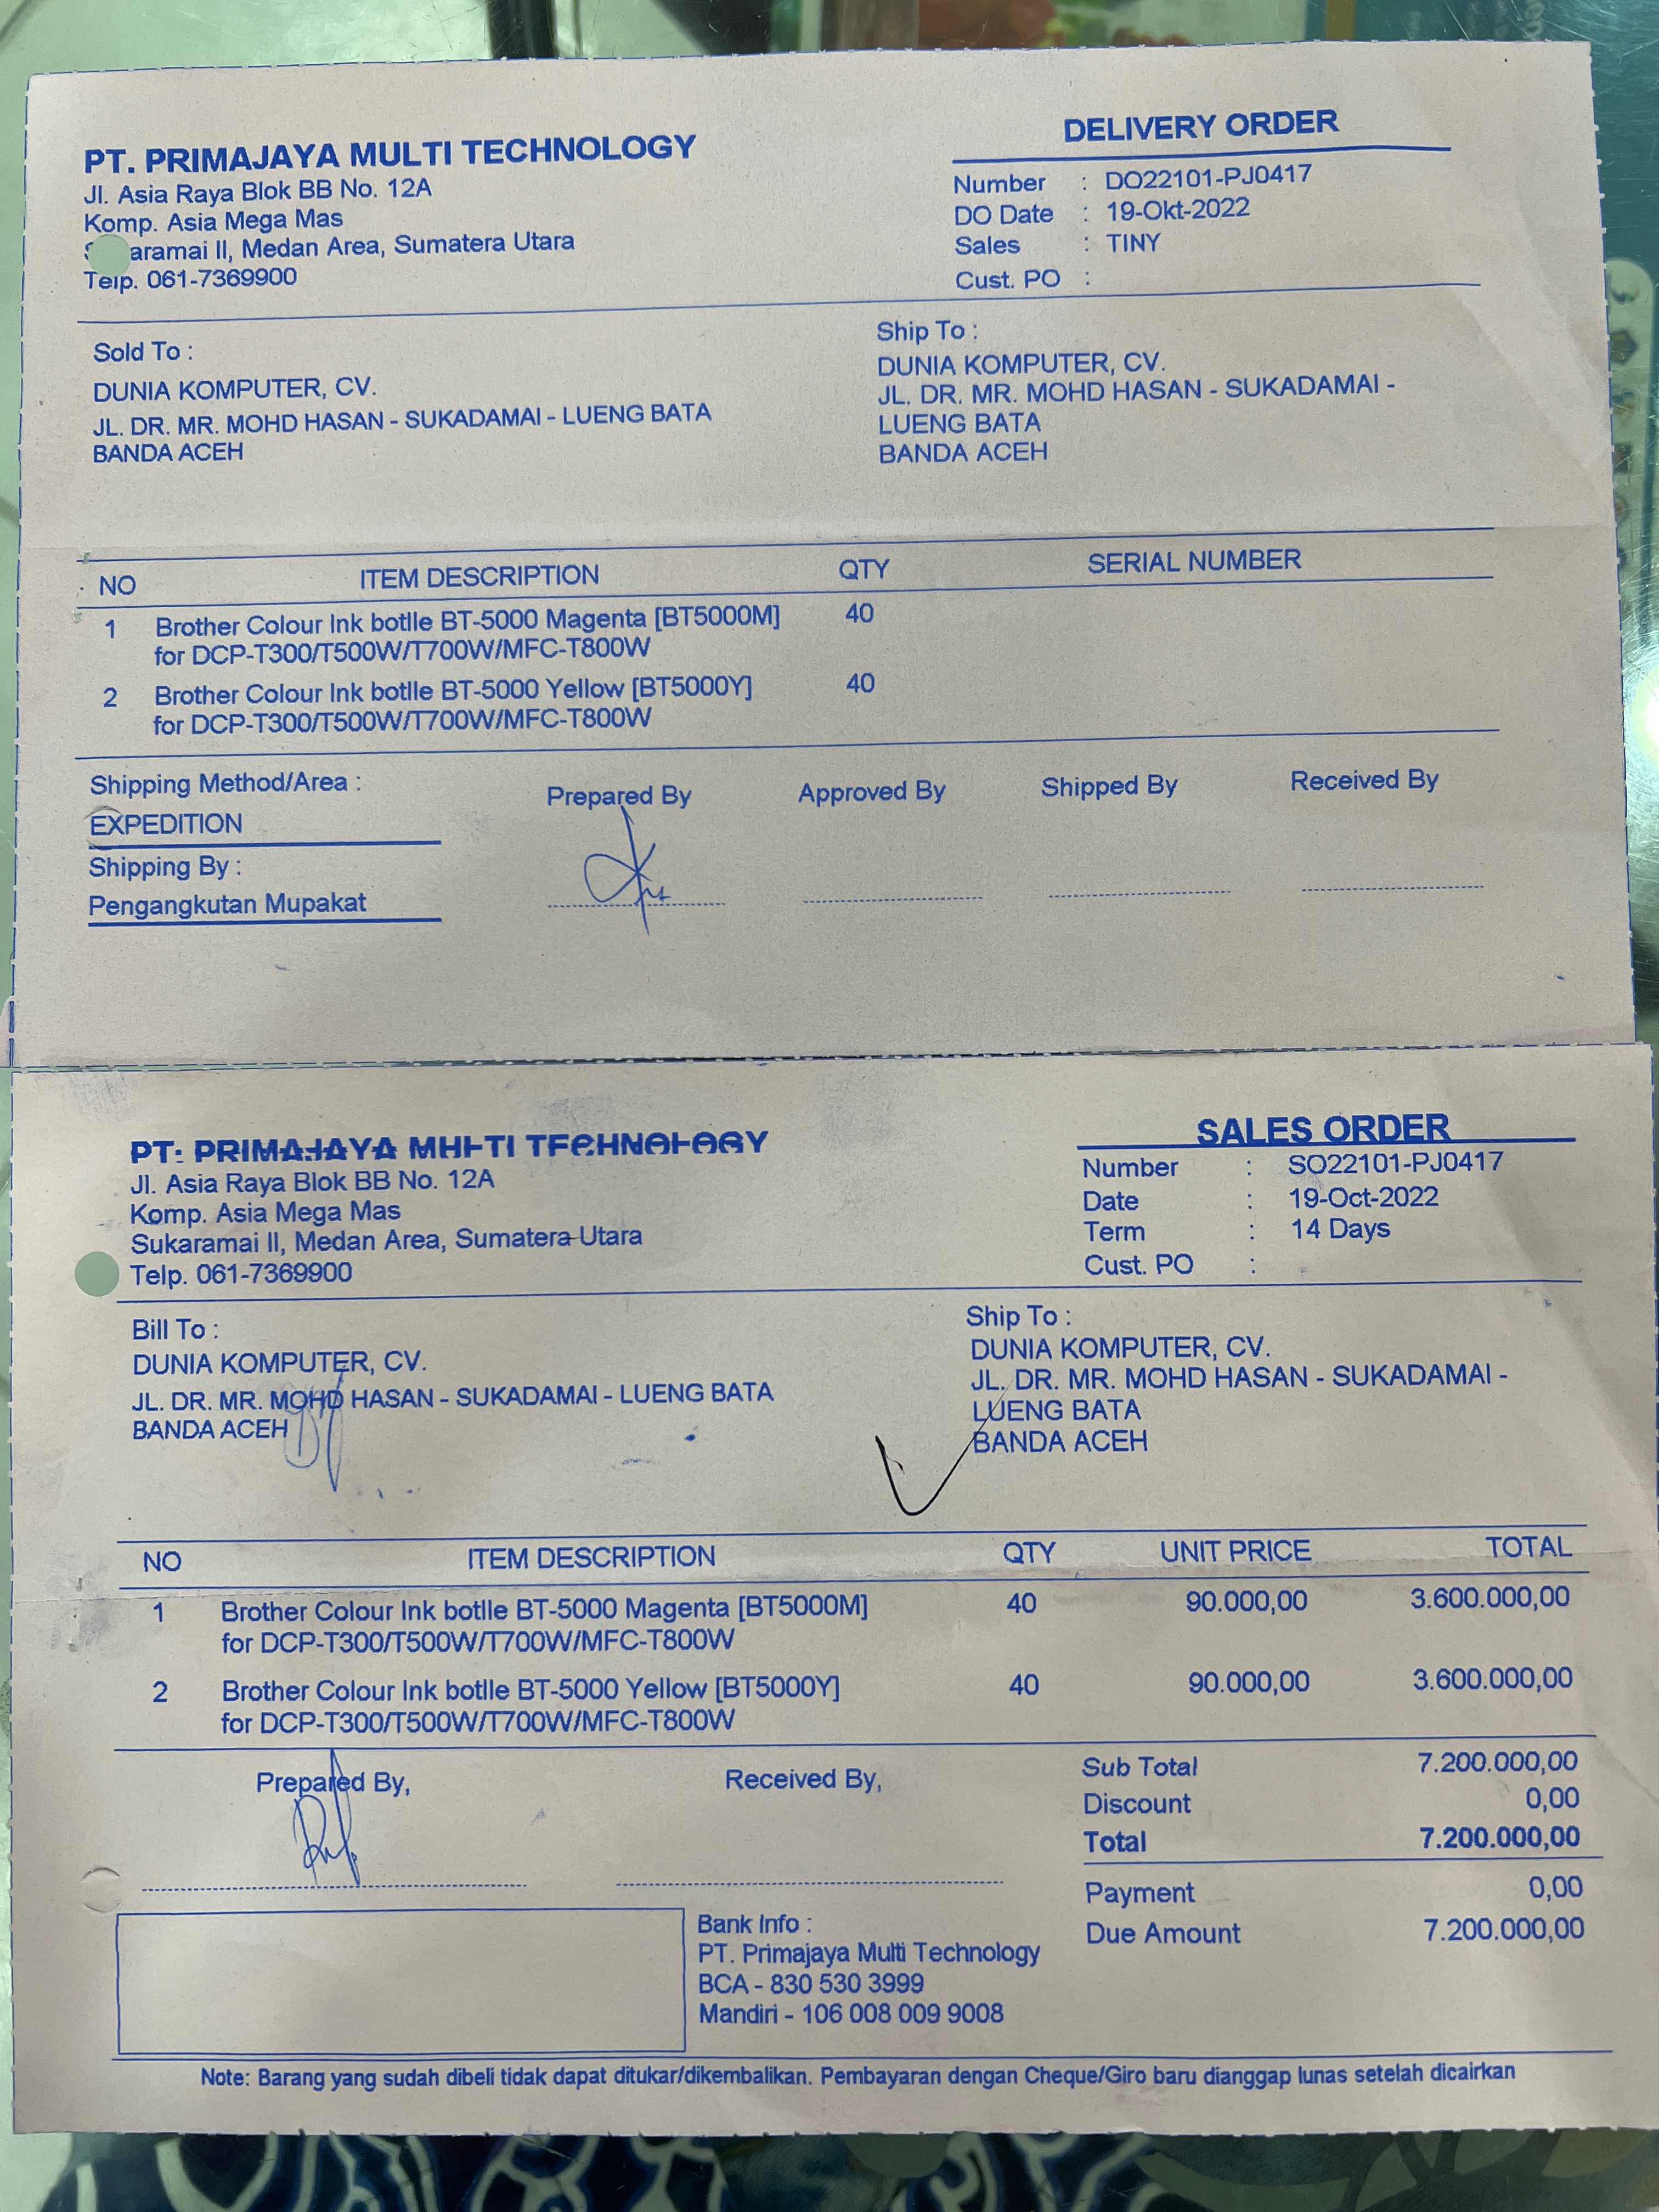 PT. PRIMAJAYA MULTI TECHNOLOGY
Jl. Asia Raya Blok BB No. 12A
Komp. Asia Mega Mas
aramai II, Medan Area, Sumatera Utara
Telp. 061-7369900
DELIVERY ORDER
Number : DO22101-PJ0417
DO Date : 19-Okt-2022
Sales : TINY
Cust. PO :
Sold To :
DUNIA KOMPUTER, CV.
JL. DR. MR. MOHD HASAN - SUKADAMAI - LUENG BATA
BANDA ACEH
Ship To :
DUNIA KOMPUTER, CV.
JL. DR. MR. MOHD HASAN - SUKADAMAI -
LUENG BATA
BANDA ACEH
NO ITEM DESCRIPTION QTY SERIAL NUMBER
1 Brother Colour Ink botlle BT-5000 Magenta [BT5000M] 40
for DCP-T300/T500W/T700W/MFC-T800W
2 Brother Colour Ink botlle BT-5000 Yellow [BT5000Y] 40
for DCP-T300/T500W/T700W/MFC-T800W
Shipping Method/Area :
EXPEDITION
Shipping By :
Pengangkutan Mupakat
Prepared By Approved By Shipped By Received By
PT. PRIMAJAYA MULTI TECHNOLOGY
Jl. Asia Raya Blok BB No. 12A
Komp. Asia Mega Mas
Sukaramai II, Medan Area, Sumatera Utara
Telp. 061-7369900
SALES ORDER
Number : SO22101-PJ0417
Date : 19-Oct-2022
Term : 14 Days
Cust. PO :
Bill To :
DUNIA KOMPUTER, CV.
JL. DR. MR. MOHD HASAN - SUKADAMAI - LUENG BATA
BANDA ACEH
Ship To :
DUNIA KOMPUTER, CV.
JL. DR. MR. MOHD HASAN - SUKADAMAI -
LUENG BATA
BANDA ACEH
NO ITEM DESCRIPTION QTY UNIT PRICE TOTAL
1 Brother Colour Ink botlle BT-5000 Magenta [BT5000M] 40 90.000,00 3.600.000,00
for DCP-T300/T500W/T700W/MFC-T800W
2 Brother Colour Ink botlle BT-5000 Yellow [BT5000Y] 40 90.000,00 3.600.000,00
for DCP-T300/T500W/T700W/MFC-T800W
Prepared By, Received By,
Sub Total 7.200.000,00
Discount 0,00
Total 7.200.000,00
Payment 0,00
Due Amount 7.200.000,00
Bank Info :
PT. Primajaya Multi Technology
BCA - 830 530 3999
Mandiri - 106 008 009 9008
Note: Barang yang sudah dibeli tidak dapat ditukar/dikembalikan. Pembayaran dengan Cheque/Giro baru dianggap lunas setelah dicairkan